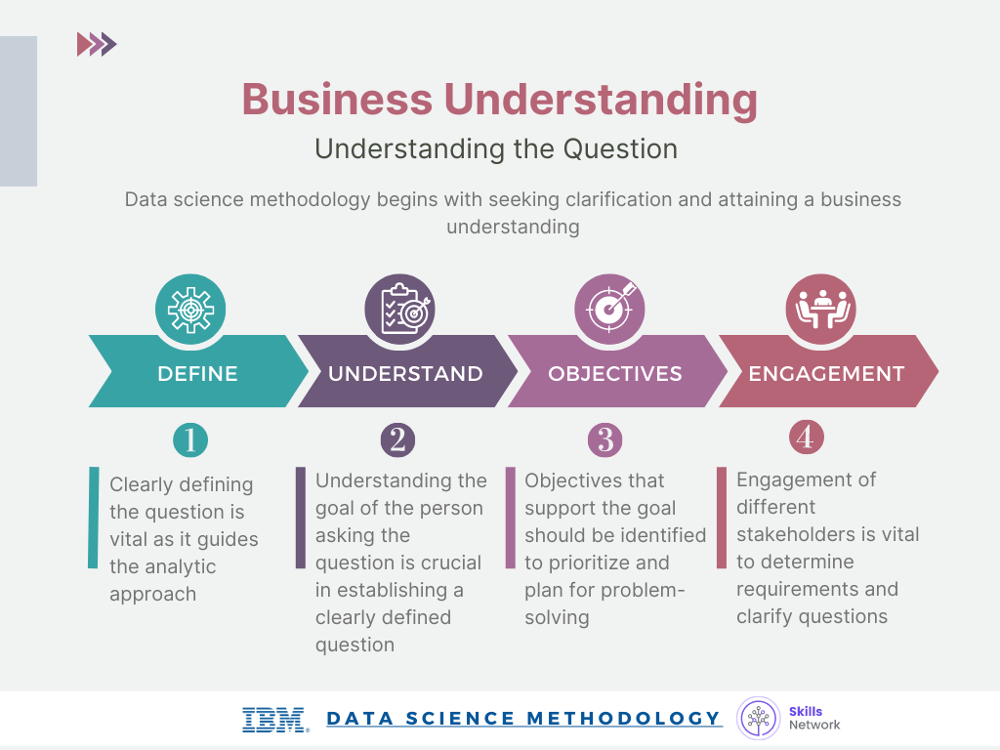 Business Understanding
Understanding the Question
Data science methodology begins with seeking clarification and attaining a business
understanding
DEFINE
UNDERSTAND
OBJECTIVES
ENGAGEMENT
1
Clearly defining
the question is
vital as it guides
the analytic
approach
2
Understanding the
goal of the person
asking the
question is crucial
in establishing a
clearly defined
question
3
Objectives that
support the goal
should be identified
to prioritize and
plan for problem-
solving
4
Engagement of
different
stakeholders is vital
to determine
requirements and
clarify questions
IBM®
DATA SCIENCE METHODOLOGY
Skills
Network